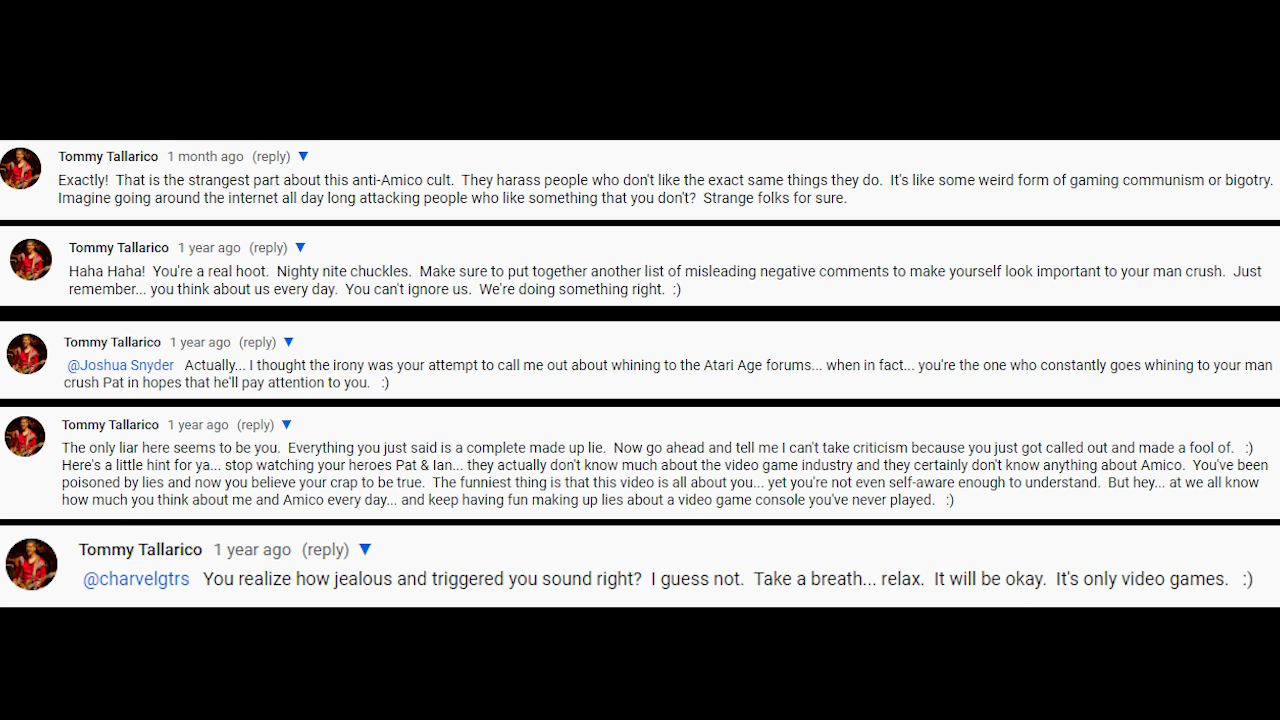 Tommy Tallarico 1 month ago (reply) ▼
Exactly!  That is the strangest part about this anti-Amico cult.  They harass people who don't like the exact same things they do.  It's like some weird form of gaming communism or bigotry.
Imagine going around the internet all day long attacking people who like something that you don't?  Strange folks for sure.
Tommy Tallarico 1 year ago (reply) ▼
Haha Haha!  You're a real hoot.  Nighty nite chuckles.  Make sure to put together another list of misleading negative comments to make yourself look important to your man crush.  Just
remember... you think about us every day.  You can't ignore us.  We're doing something right.  :)
Tommy Tallarico 1 year ago (reply) ▼
@Joshua Snyder  Actually... I thought the irony was your attempt to call me out about whining to the Atari Age forums... when in fact... you're the one who constantly goes whining to your man
crush Pat in hopes that he'll pay attention to you.  :)
Tommy Tallarico 1 year ago (reply) ▼
The only liar here seems to be you.  Everything you just said is a complete made up lie.  Now go ahead and tell me I can't take criticism because you just got called out and made a fool of.  :)
Here's a little hint for ya... stop watching your heroes Pat & Ian... they actually don't know much about the video game industry and they certainly don't know anything about Amico.  You've been
poisoned by lies and now you believe your crap to be true.  The funniest thing is that this video is all about you... yet you're not even self-aware enough to understand.  But hey... at we all know
how much you think about me and Amico every day... and keep having fun making up lies about a video game console you've never played.  :)
Tommy Tallarico 1 year ago (reply) ▼
@charvelgtrs  You realize how jealous and triggered you sound right?  I guess not.  Take a breath... relax.  It will be okay.  It's only video games.  :)